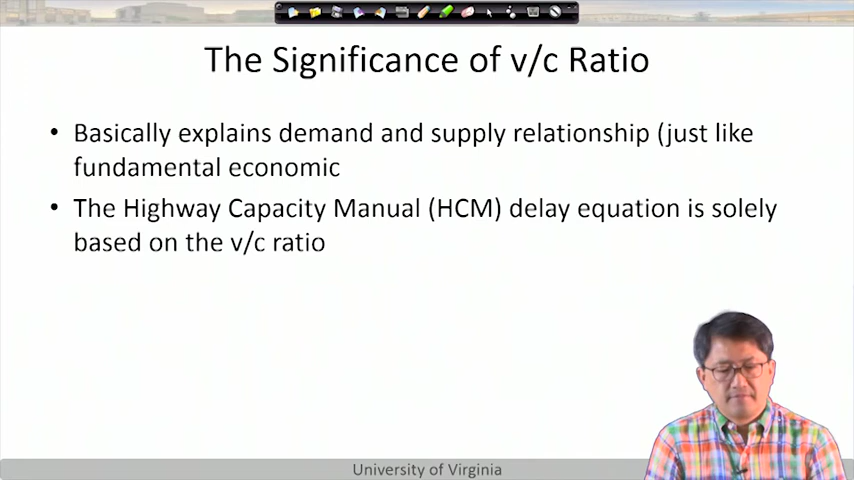 The Significance of v/c Ratio
• Basically explains demand and supply relationship (just like
fundamental economic
• The Highway Capacity Manual (HCM) delay equation is solely
based on the v/c ratio
University of Virginia